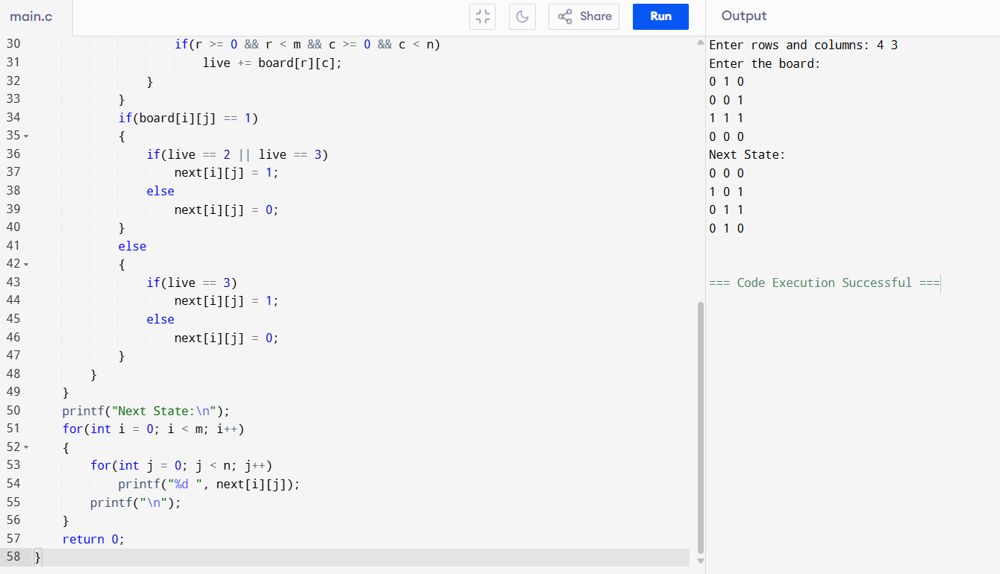 main.c
Share
Run
30 if(r >= 0 && r < m && c >= 0 && c < n)
31 live += board[r][c];
32 }
33 }
34 if(board[i][j] == 1)
35 {
36 if(live == 2 || live == 3)
37 next[i][j] = 1;
38 else
39 next[i][j] = 0;
40 }
41 else
42 {
43 if(live == 3)
44 next[i][j] = 1;
45 else
46 next[i][j] = 0;
47 }
48 }
49 }
50 printf("Next State:\n");
51 for(int i = 0; i < m; i++)
52 {
53 for(int j = 0; j < n; j++)
54 printf("%d ", next[i][j]);
55 printf("\n");
56 }
57 return 0;
58 }
Output
Enter rows and columns: 4 3
Enter the board:
0 1 0
0 0 1
1 1 1
0 0 0
Next State:
0 0 0
1 0 1
0 1 1
0 1 0
=== Code Execution Successful ===